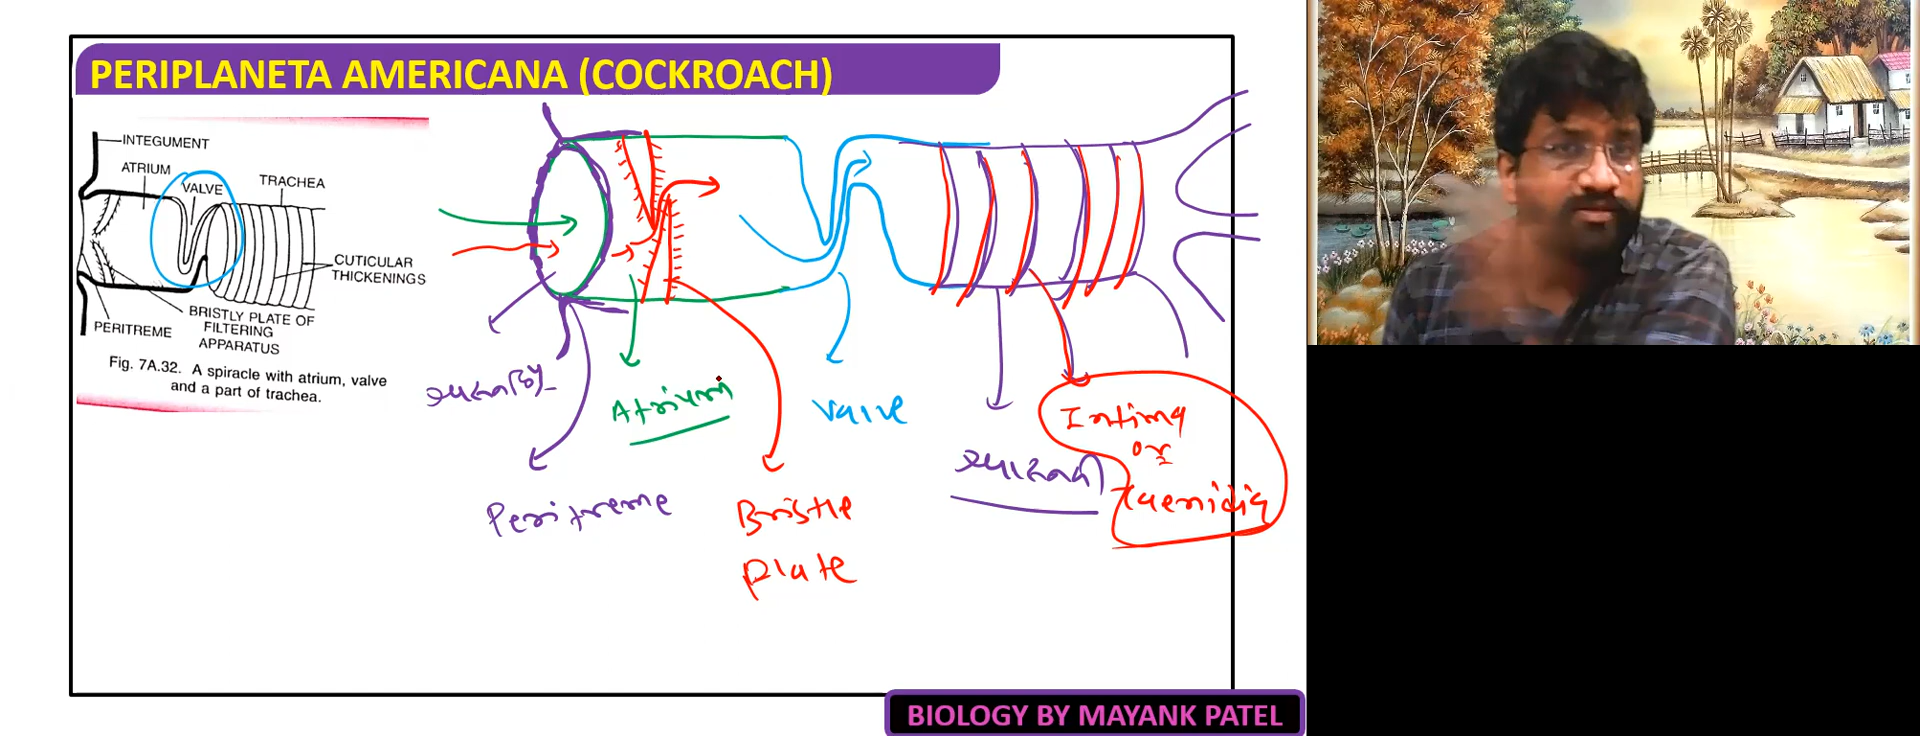 PERIPLANETA AMERICANA (COCKROACH)
INTEGUMENT
ATRIUM
VALVE
TRACHEA
CUTICULAR
THICKENINGS
BRISTLY PLATE OF
FILTERING
APPARATUS
PERITREME
Fig. 7A.32. A spiracle with atrium, valve
and a part of trachea.
Atrium
Valve
Intima
or
Taenidia
Peritreme
Bristle
Plate
BIOLOGY BY MAYANK PATEL